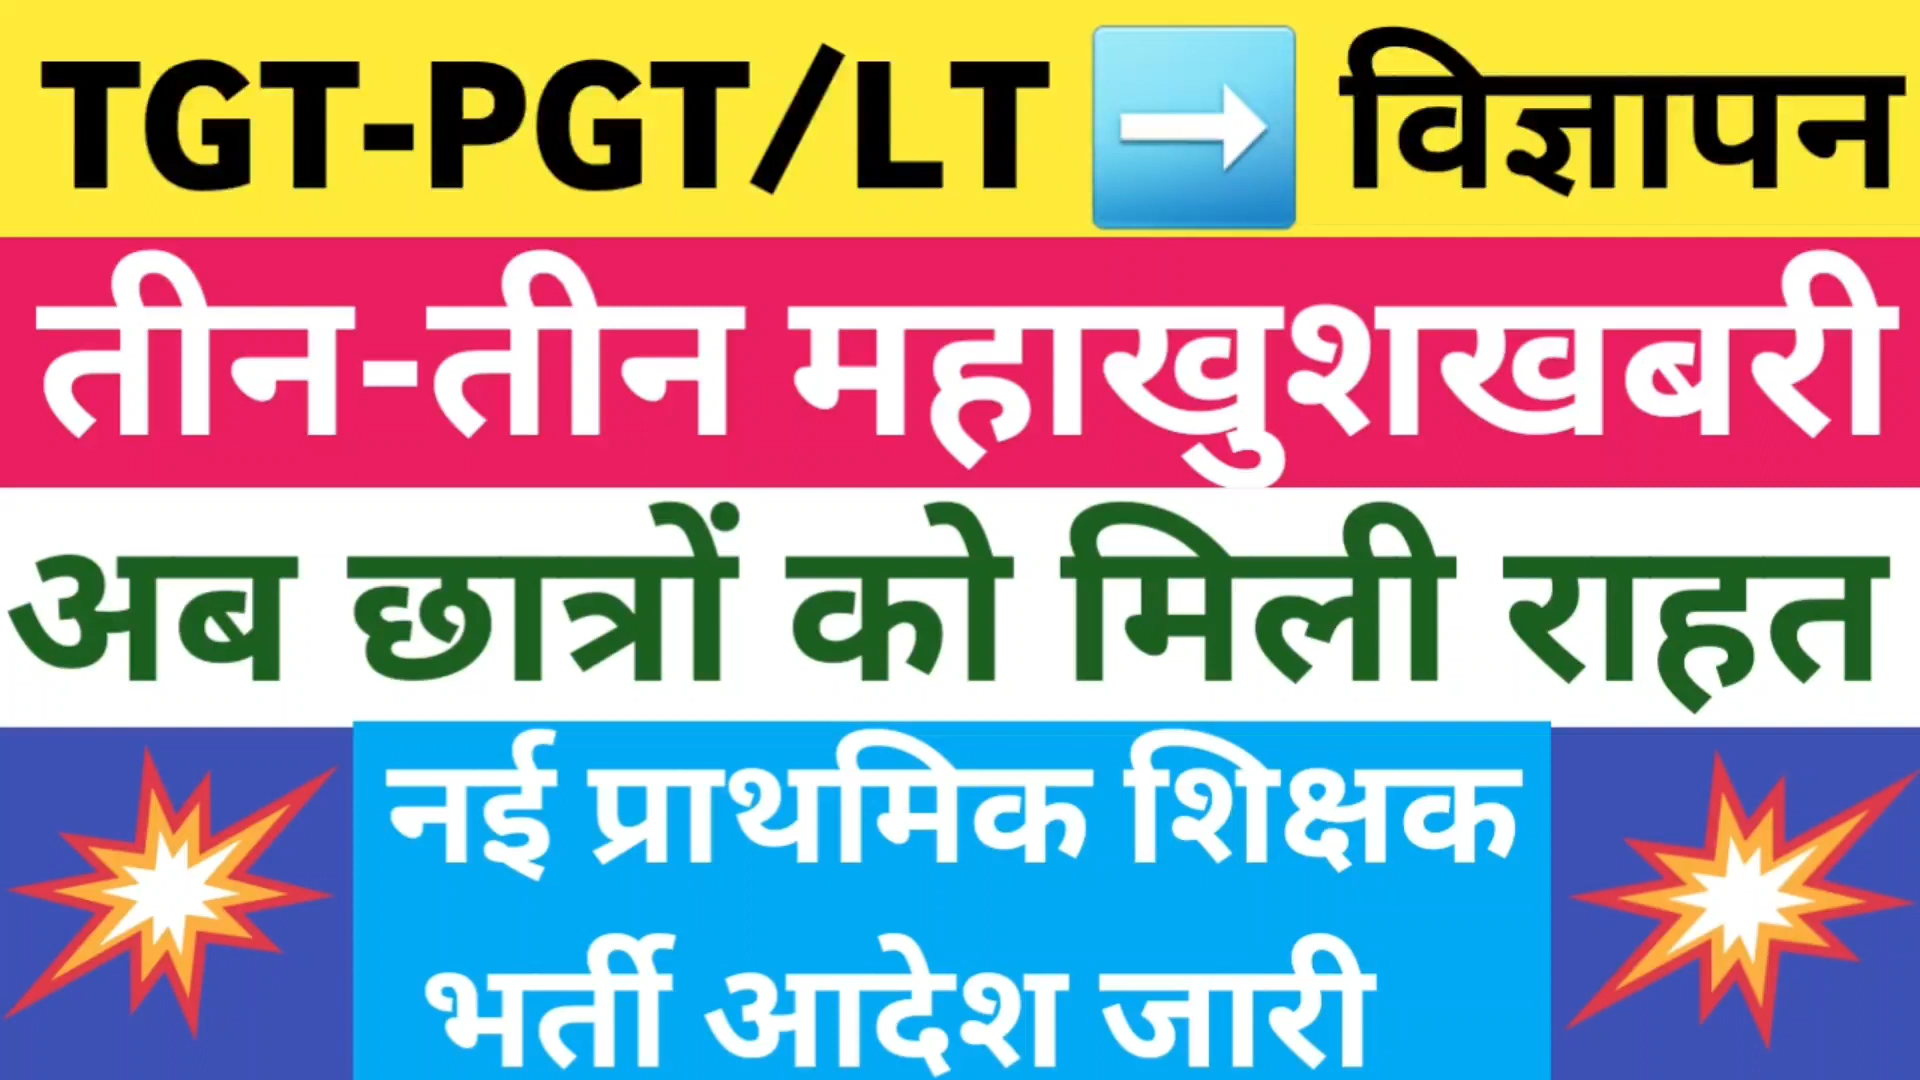 TGT-PGT/LT ➡ विज्ञापन
तीन-तीन महाखुशखबरी
अब छात्रों को मिली राहत
नई प्राथमिक शिक्षक
भर्ती आदेश जारी